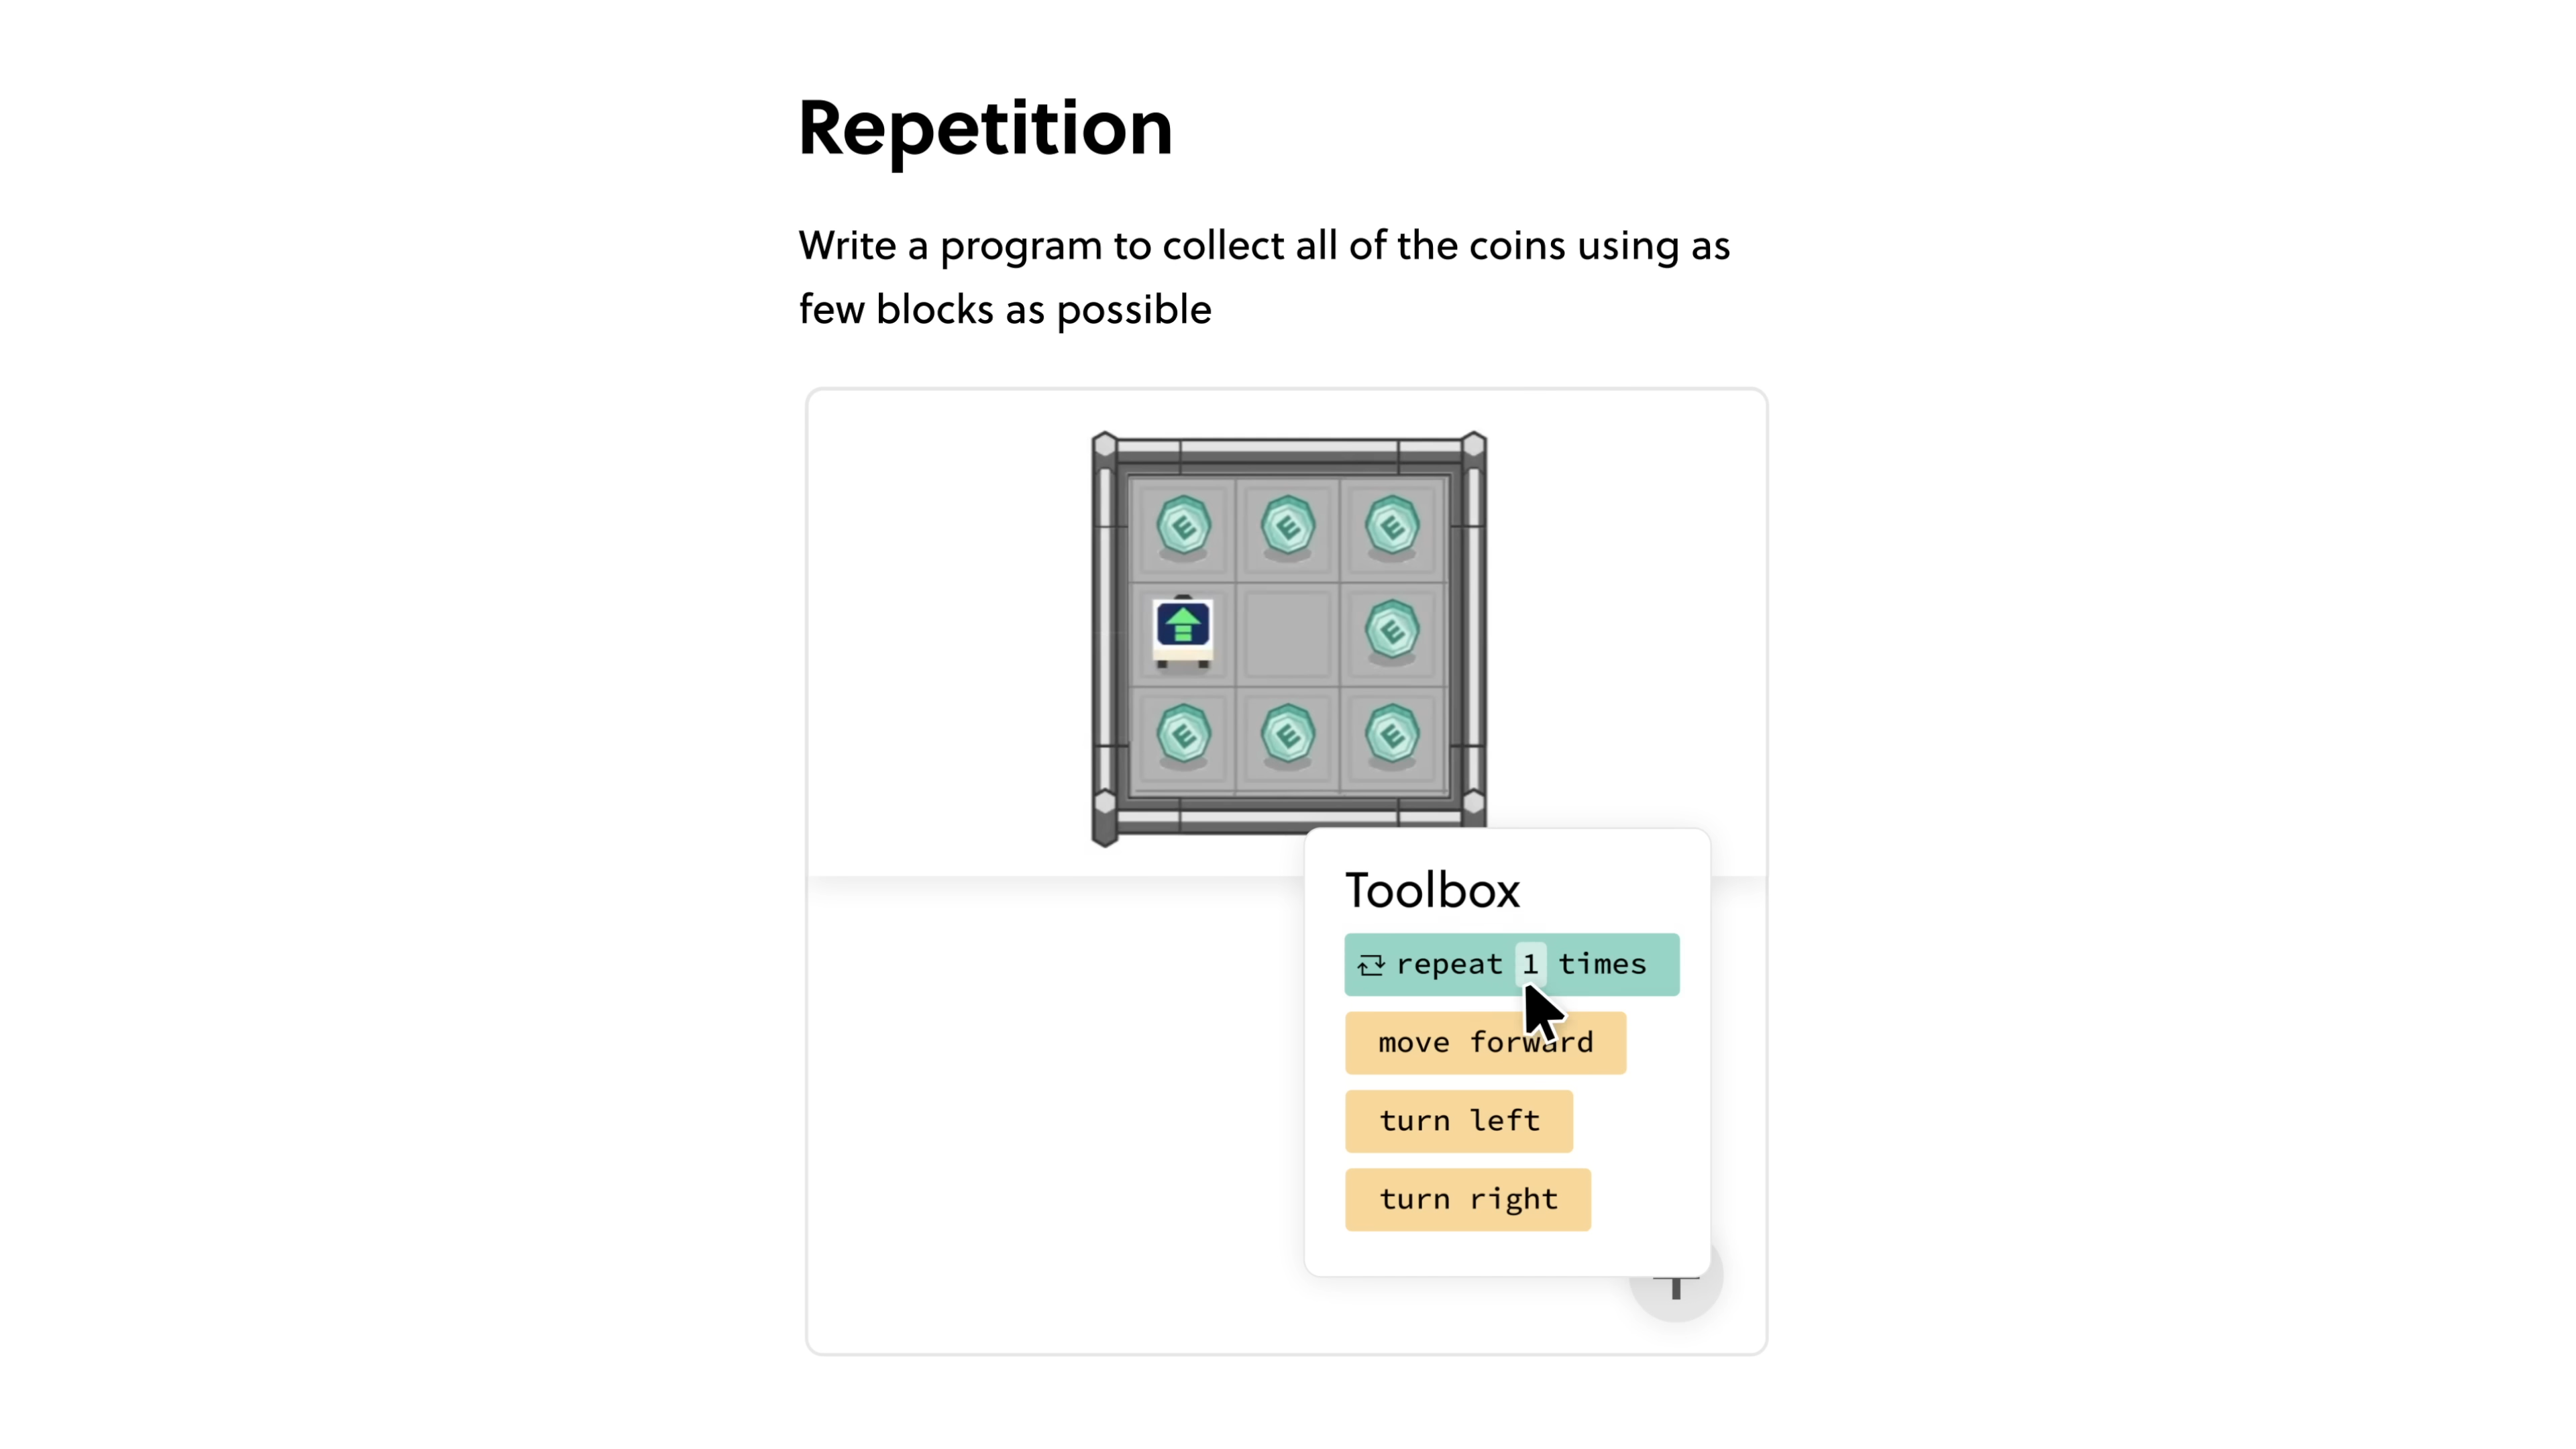 Repetition
Write a program to collect all of the coins using as
few blocks as possible
E E E
E
E E E
Toolbox
repeat 1 times
move forward
turn left
turn right